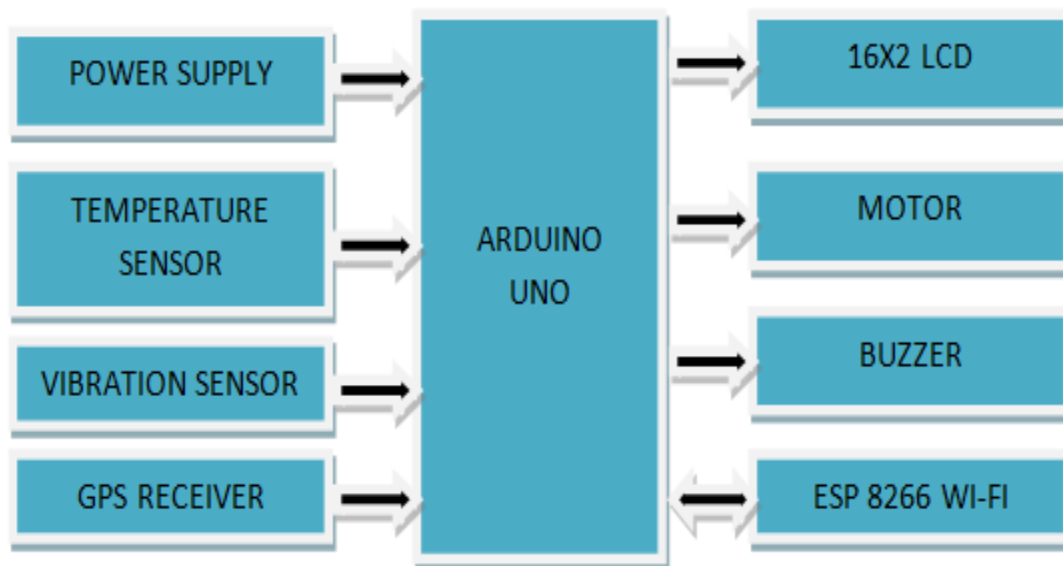 POWER SUPPLY
TEMPERATURE
SENSOR
VIBRATION SENSOR
GPS RECEIVER
ARDUINO
UNO
16X2 LCD
MOTOR
BUZZER
ESP 8266 WI-FI